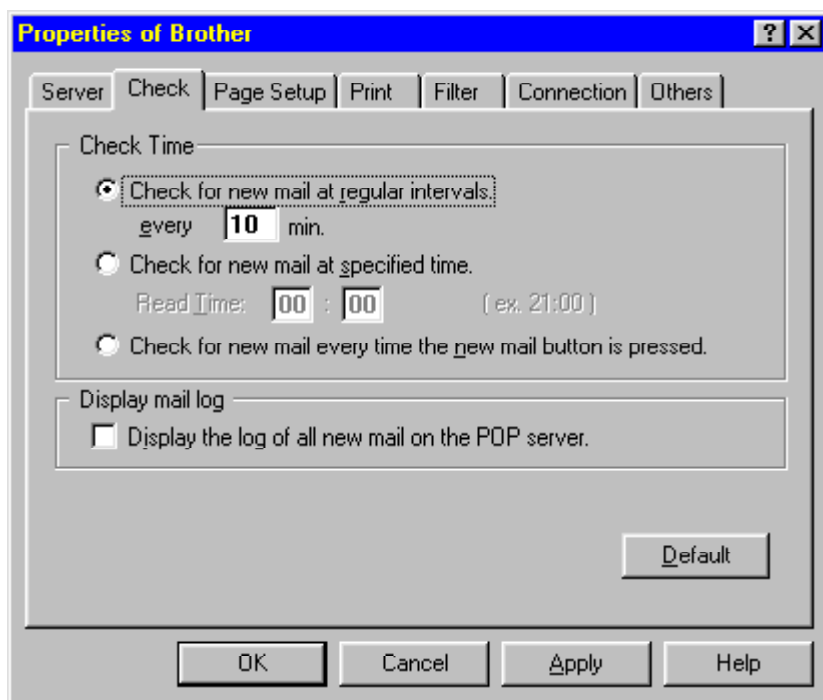 Properties of Brother
Server Check Page Setup Print Filter Connection Others
Check Time
Check for new mail at regular intervals.
every 10 min.
Check for new mail at specified time.
Read Time: 00 : 00 ( ex. 21:00 )
Check for new mail every time the new mail button is pressed.
Display mail log
Display the log of all new mail on the POP server.
Default
OK Cancel Apply Help